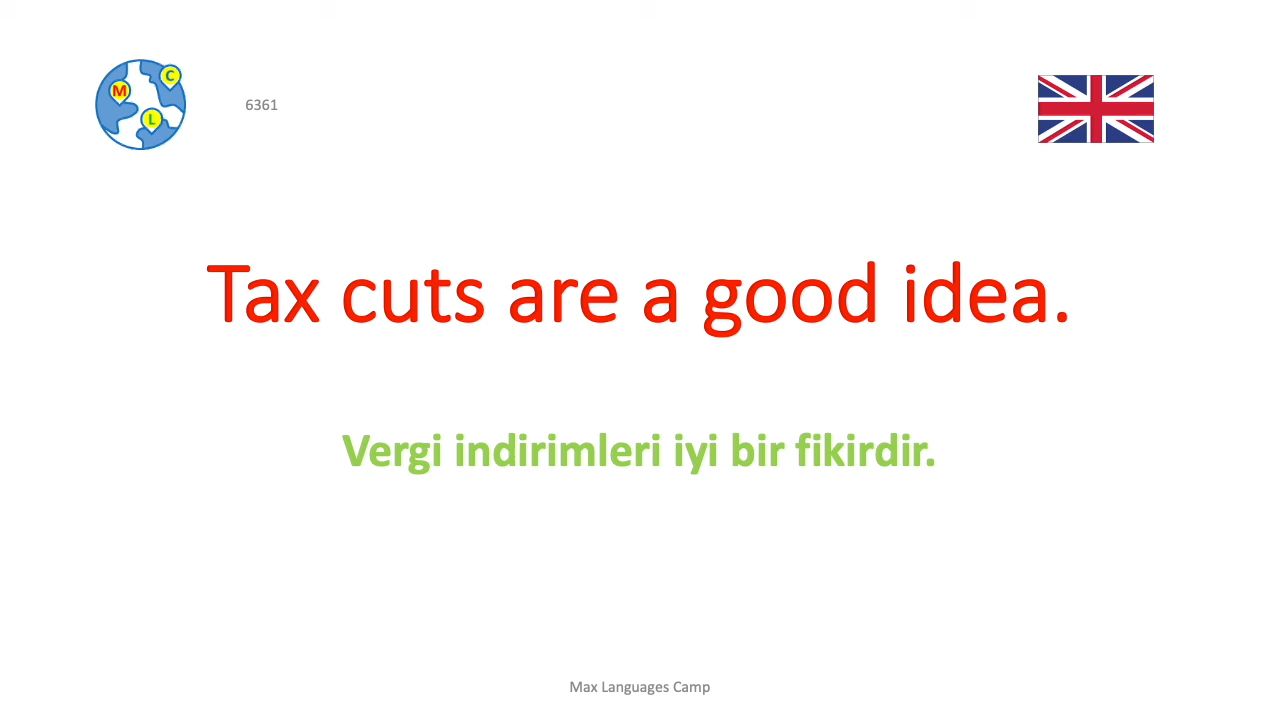 M
C
L
6361
Tax cuts are a good idea.
Vergi indirimleri iyi bir fikirdir.
Max Languages Camp